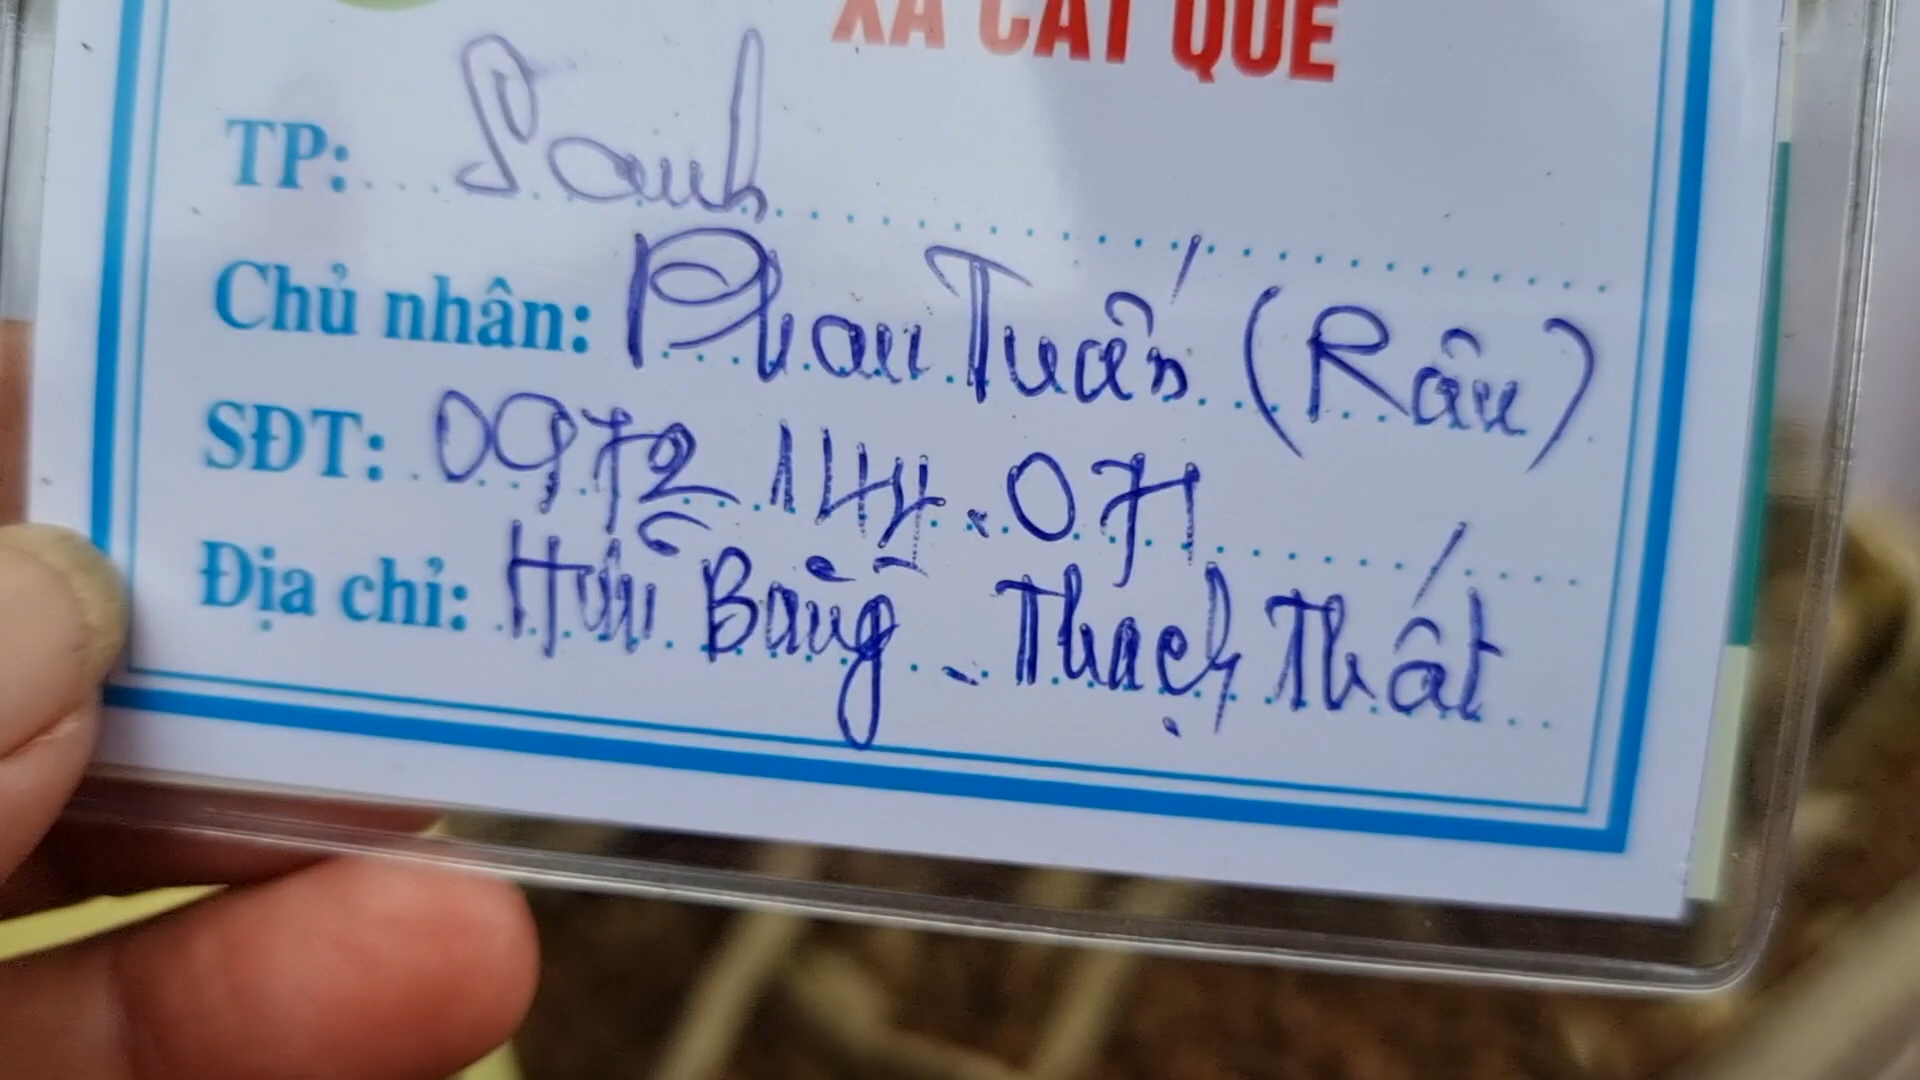 XÃ CÁT QUẾ
TP: Sanh
Chủ nhân: Phan Tuấn (Râu)
SĐT: 0972 144.071
Địa chỉ: Hữu Bằng - Thạch Thất